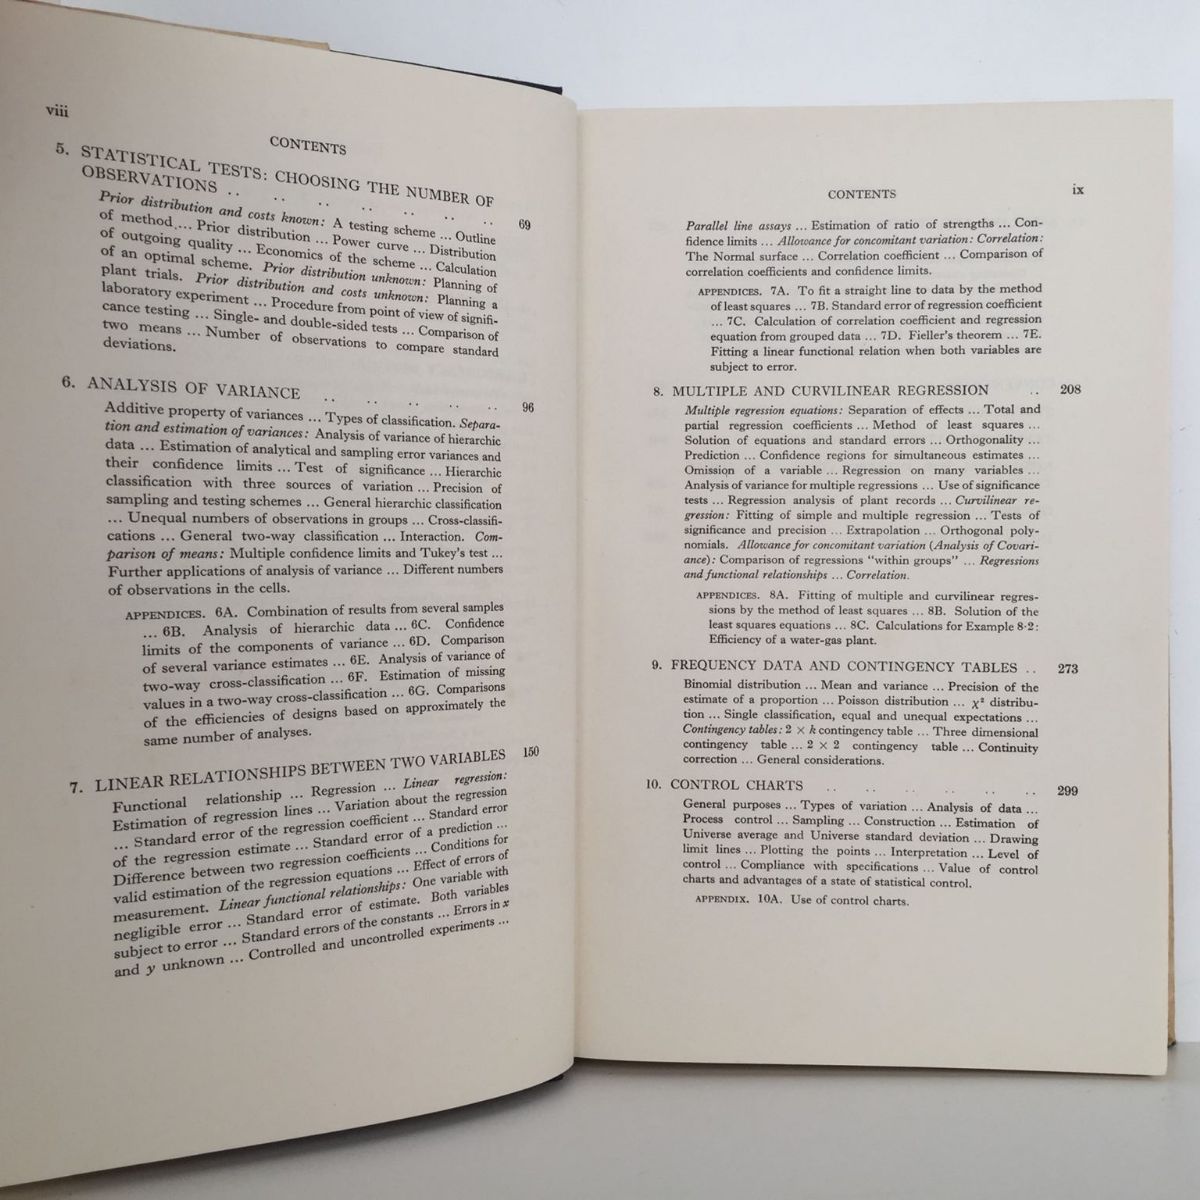 viii
CONTENTS
5. STATISTICAL TESTS: CHOOSING THE NUMBER OF
OBSERVATIONS .. .. .. .. .. .. .. 69
Prior distribution and costs known: A testing scheme ... Outline
of method ... Prior distribution ... Power curve ... Distribution
of outgoing quality ... Economics of the scheme ... Calculation
of an optimal scheme. Prior distribution unknown: Planning of
plant trials. Prior distribution and costs unknown: Planning a
laboratory experiment ... Procedure from point of view of signifi-
cance testing ... Single- and double-sided tests ... Comparison of
two means ... Number of observations to compare standard
deviations.
6. ANALYSIS OF VARIANCE .. .. .. .. .. 96
Additive property of variances ... Types of classification. Separa-
tion and estimation of variances: Analysis of variance of hierarchic
data ... Estimation of analytical and sampling error variances and
their confidence limits ... Test of significance ... Hierarchic
classification with three sources of variation ... Precision of
sampling and testing schemes ... General hierarchic classification
... Unequal numbers of observations in groups ... Cross-classifi-
cations ... General two-way classification ... Interaction. Com-
parison of means: Multiple confidence limits and Tukey's test ...
Further applications of analysis of variance ... Different numbers
of observations in the cells.
APPENDICES. 6A. Combination of results from several samples
... 6B. Analysis of hierarchic data ... 6C. Confidence
limits of the components of variance ... 6D. Comparison
of several variance estimates ... 6E. Analysis of variance of
two-way cross-classification ... 6F. Estimation of missing
values in a two-way cross-classification ... 6G. Comparisons
of the efficiencies of designs based on approximately the
same number of analyses.
7. LINEAR RELATIONSHIPS BETWEEN TWO VARIABLES 150
Functional relationship ... Regression ... Linear regression:
Estimation of regression lines ... Variation about the regression
... Standard error of the regression coefficient ... Standard error
of the regression estimate ... Standard error of a prediction ...
Difference between two regression coefficients ... Conditions for
valid estimation of the regression equations ... Effect of errors of
measurement. Linear functional relationships: One variable with
negligible error ... Standard error of estimate. Both variables
subject to error ... Standard errors of the constants ... Errors in x
and y unknown ... Controlled and uncontrolled experiments ...
CONTENTS ix
Parallel line assays ... Estimation of ratio of strengths ... Con-
fidence limits ... Allowance for concomitant variation: Correlation:
The Normal surface ... Correlation coefficient ... Comparison of
correlation coefficients and confidence limits.
APPENDICES. 7A. To fit a straight line to data by the method
of least squares ... 7B. Standard error of regression coefficient
... 7C. Calculation of correlation coefficient and regression
equation from grouped data ... 7D. Fieller's theorem ... 7E.
Fitting a linear functional relation when both variables are
subject to error.
8. MULTIPLE AND CURVILINEAR REGRESSION .. 208
Multiple regression equations: Separation of effects ... Total and
partial regression coefficients ... Method of least squares ...
Solution of equations and standard errors ... Orthogonality ...
Prediction ... Confidence regions for simultaneous estimates ...
Omission of a variable ... Regression on many variables ...
Analysis of variance for multiple regressions ... Use of significance
tests ... Regression analysis of plant records ... Curvilinear re-
gression: Fitting of simple and multiple regression ... Tests of
significance and precision ... Extrapolation ... Orthogonal poly-
nomials. Allowance for concomitant variation (Analysis of Covari-
ance): Comparison of regressions "within groups" ... Regressions
and functional relationships ... Correlation.
APPENDICES. 8A. Fitting of multiple and curvilinear regres-
sions by the method of least squares ... 8B. Solution of the
least squares equations ... 8C. Calculations for Example 8·2:
Efficiency of a water-gas plant.
9. FREQUENCY DATA AND CONTINGENCY TABLES .. 273
Binomial distribution ... Mean and variance ... Precision of the
estimate of a proportion ... Poisson distribution ... χ² distribu-
tion ... Single classification, equal and unequal expectations ...
Contingency tables: 2 × k contingency table ... Three dimensional
contingency table ... 2 × 2 contingency table ... Continuity
correction ... General considerations.
10. CONTROL CHARTS .. .. .. .. .. .. 299
General purposes ... Types of variation ... Analysis of data ...
Process control ... Sampling ... Construction ... Estimation of
Universe average and Universe standard deviation ... Drawing
limit lines ... Plotting the points ... Interpretation ... Level of
control ... Compliance with specifications ... Value of control
charts and advantages of a state of statistical control.
APPENDIX. 10A. Use of control charts.